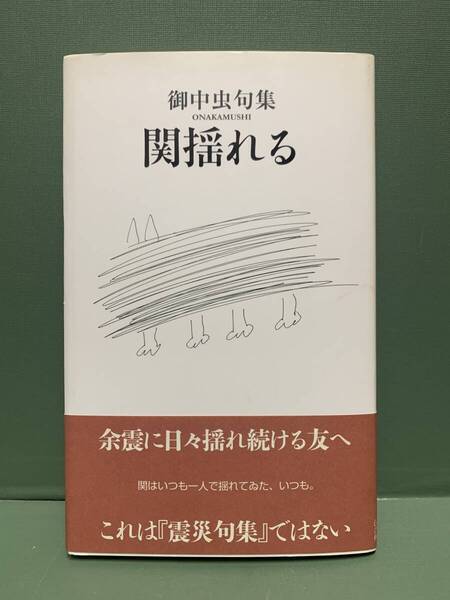 御中虫句集
ONAKAMUSHI
関揺れる
余震に日々揺れ続ける友へ
関はいつも一人で揺れてゐた、いつも。
これは『震災句集』ではない